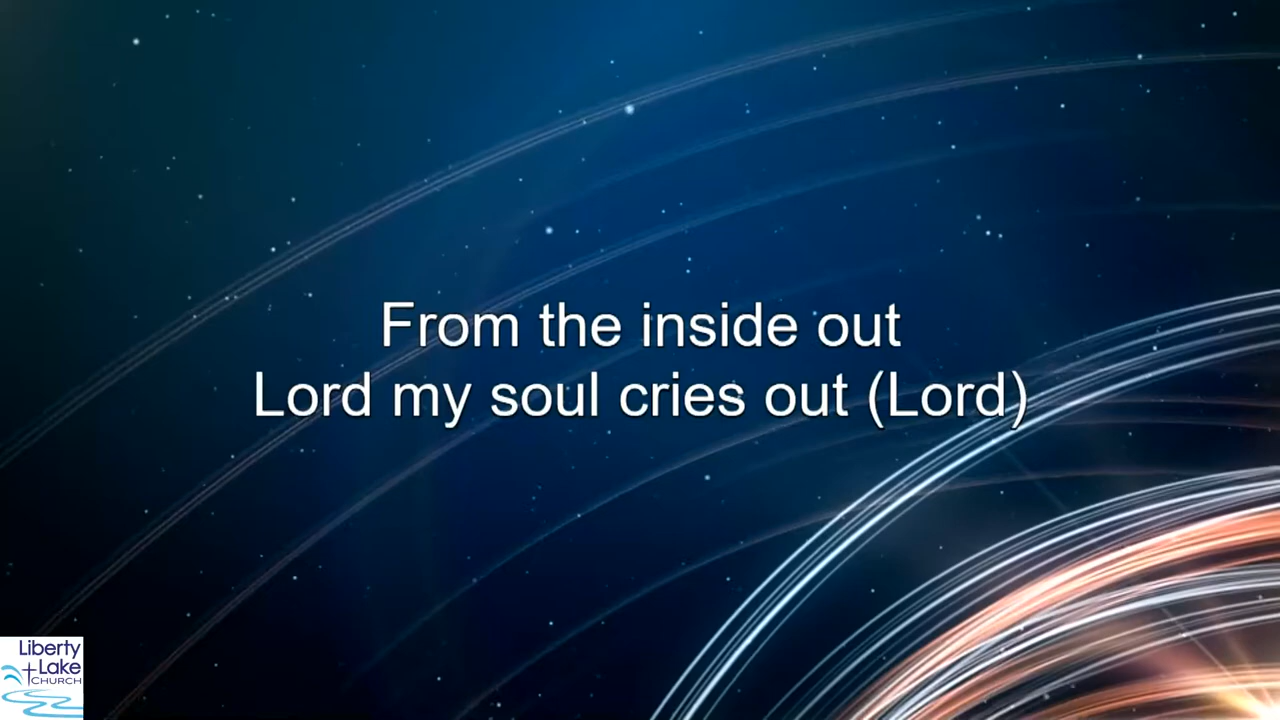 From the inside out
Lord my soul cries out (Lord)
Liberty
Lake
CHURCH